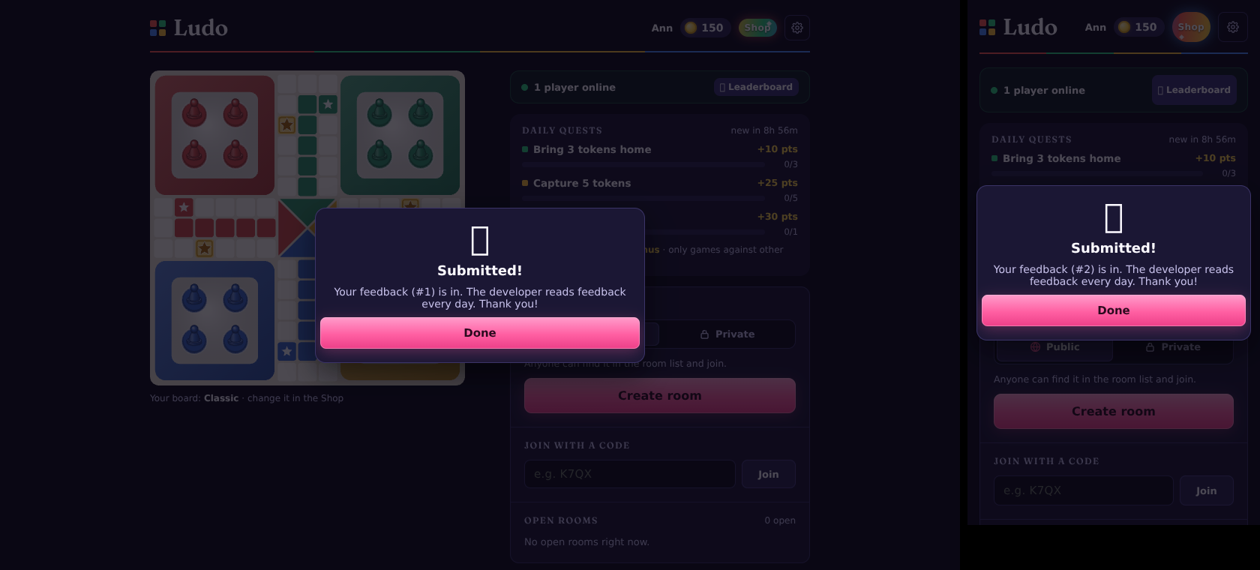 Ludo
Ann 150 Shop
1 player online
Leaderboard
DAILY QUESTS new in 8h 56m
Bring 3 tokens home +10 pts
0/3
Capture 5 tokens +25 pts
0/5
+30 pts
0/1
· only games against other
Submitted!
Your feedback (#1) is in. The developer reads feedback
every day. Thank you!
Done
Private
Anyone can find it in the room list and join.
Create room
Your board: Classic · change it in the Shop
JOIN WITH A CODE
e.g. K7QX Join
OPEN ROOMS 0 open
No open rooms right now.
Ludo
Ann 150 Shop
1 player online
Leaderboard
DAILY QUESTS new in 8h 56m
Bring 3 tokens home +10 pts
0/3
Submitted!
Your feedback (#2) is in. The developer reads
feedback every day. Thank you!
Done
Public Private
Anyone can find it in the room list and join.
Create room
JOIN WITH A CODE
e.g. K7QX Join